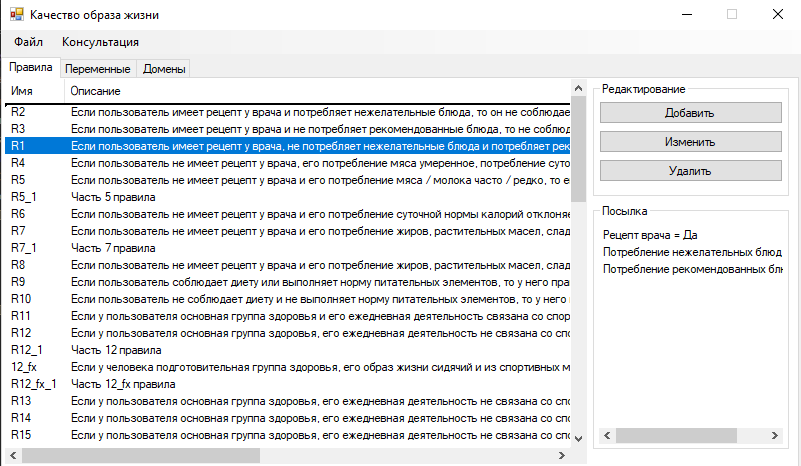 Качество образа жизни
Файл Консультация
Правила Переменные Домены
Имя Описание
R2 Если пользователь имеет рецепт у врача и потребляет нежелательные блюда, то он не соблюдае
R3 Если пользователь имеет рецепт у врача и не потребляет рекомендованные блюда, то не соблюд
R1 Если пользователь имеет рецепт у врача, не потребляет нежелательные блюда и потребляет рек
R4 Если пользователь не имеет рецепт у врача, его потребление мяса умеренное, потребление суто
R5 Если пользователь не имеет рецепт у врача и его потребление мяса / молока часто / редко, то е
R5_1 Часть 5 правила
R6 Если пользователь не имеет рецепт у врача и его потребление суточной нормы калорий отклоняе
R7 Если пользователь не имеет рецепт у врача и его потребление жиров, растительных масел, слад
R7_1 Часть 7 правила
R8 Если пользователь не имеет рецепт у врача и его потребление жиров, растительных масел, слад
R9 Если пользователь соблюдает диету или выполняет норму питательных элементов, то у него пра
R10 Если пользователь не соблюдает диету и не выполняет норму питательных элементов, то у него
R11 Если у пользователя основная группа здоровья и его ежедневная деятельность связана со спор
R12 Если у пользователя основная группа здоровья, его ежедневная деятельность не связана со спо
R12_1 Часть 12 правила
12_fx Если у человека подготовительная группа здоровья, его образ жизни сидячий и из спортивных м
R12_fx_1 Часть 12_fx правила
R13 Если у пользователя основная группа здоровья, его ежедневная деятельность не связана со спо
R14 Если у пользователя основная группа здоровья, его ежедневная деятельность не связана со спо
R15 Если у пользователя основная группа здоровья, его ежедневная деятельность не связана со спо
Редактирование
Добавить
Изменить
Удалить
Посылка
Рецепт врача = Да
Потребление нежелательных блюд
Потребление рекомендованных блю